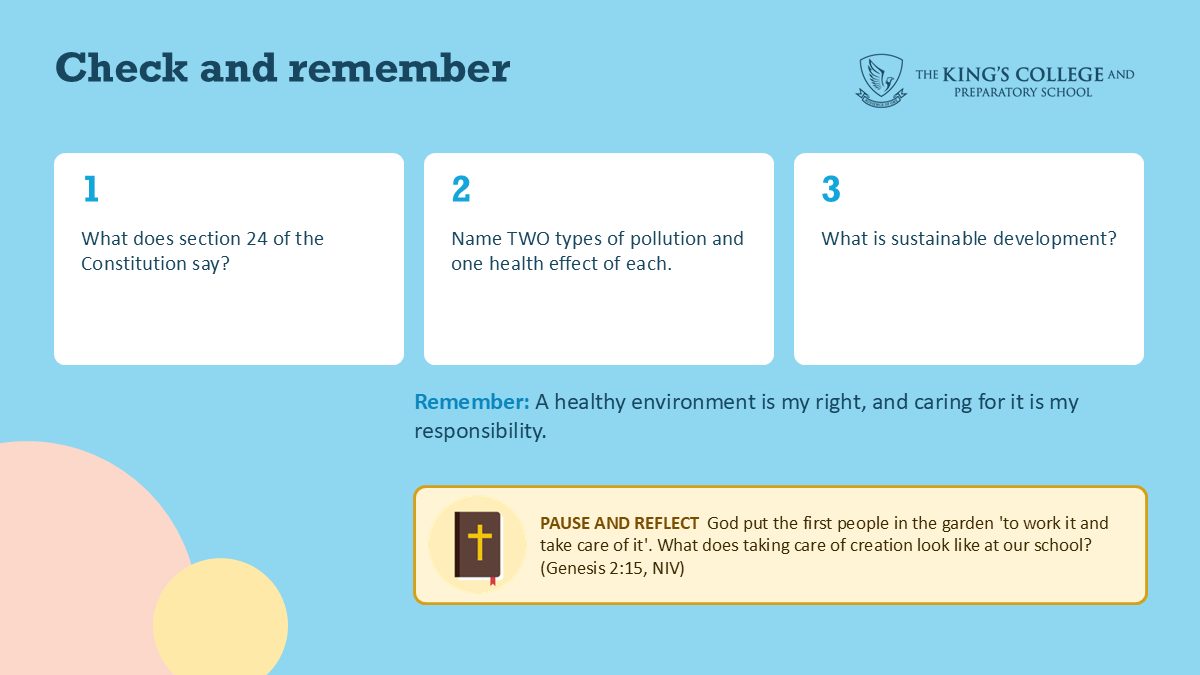 Check and remember
THE KING'S COLLEGE AND
PREPARATORY SCHOOL
1
What does section 24 of the
Constitution say?
2
Name TWO types of pollution and
one health effect of each.
3
What is sustainable development?
Remember: A healthy environment is my right, and caring for it is my
responsibility.
PAUSE AND REFLECT God put the first people in the garden 'to work it and
take care of it'. What does taking care of creation look like at our school?
(Genesis 2:15, NIV)